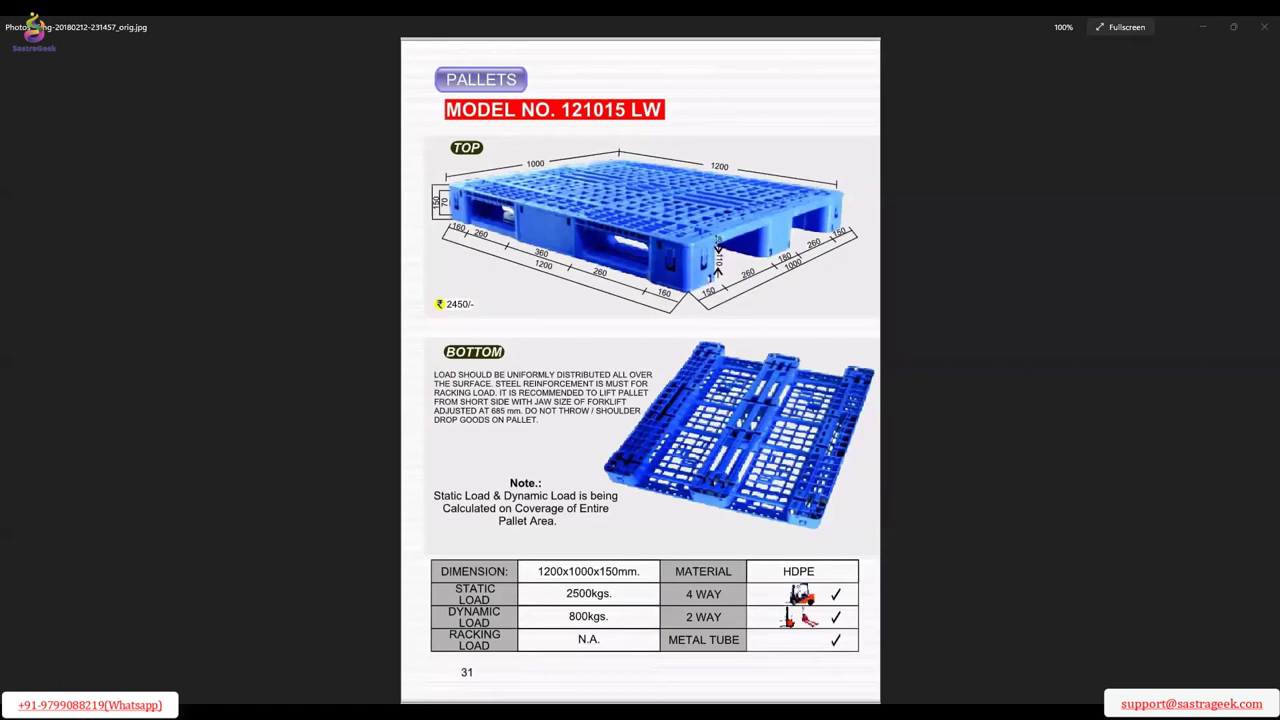 Photos - img-20180212-231457_orig.jpg
100%
Fullscreen
SastraGeek
PALLETS
MODEL NO. 121015 LW
TOP
1000
1200
150
70
160
260
360
1200
260
160
110
150
260
180
1000
260
150
₹ 2450/-
BOTTOM
LOAD SHOULD BE UNIFORMLY DISTRIBUTED ALL OVER
THE SURFACE. STEEL REINFORCEMENT IS MUST FOR
RACKING LOAD. IT IS RECOMMENDED TO LIFT PALLET
FROM SHORT SIDE WITH JAW SIZE OF FORKLIFT
ADJUSTED AT 685 mm. DO NOT THROW / SHOULDER
DROP GOODS ON PALLET.
Note.:
Static Load & Dynamic Load is being
Calculated on Coverage of Entire
Pallet Area.
DIMENSION: 1200x1000x150mm. MATERIAL HDPE
STATIC LOAD 2500kgs. 4 WAY ✓
DYNAMIC LOAD 800kgs. 2 WAY ✓
RACKING LOAD N.A. METAL TUBE ✓
31
+91-9799088219(Whatsapp)
support@sastrageek.com